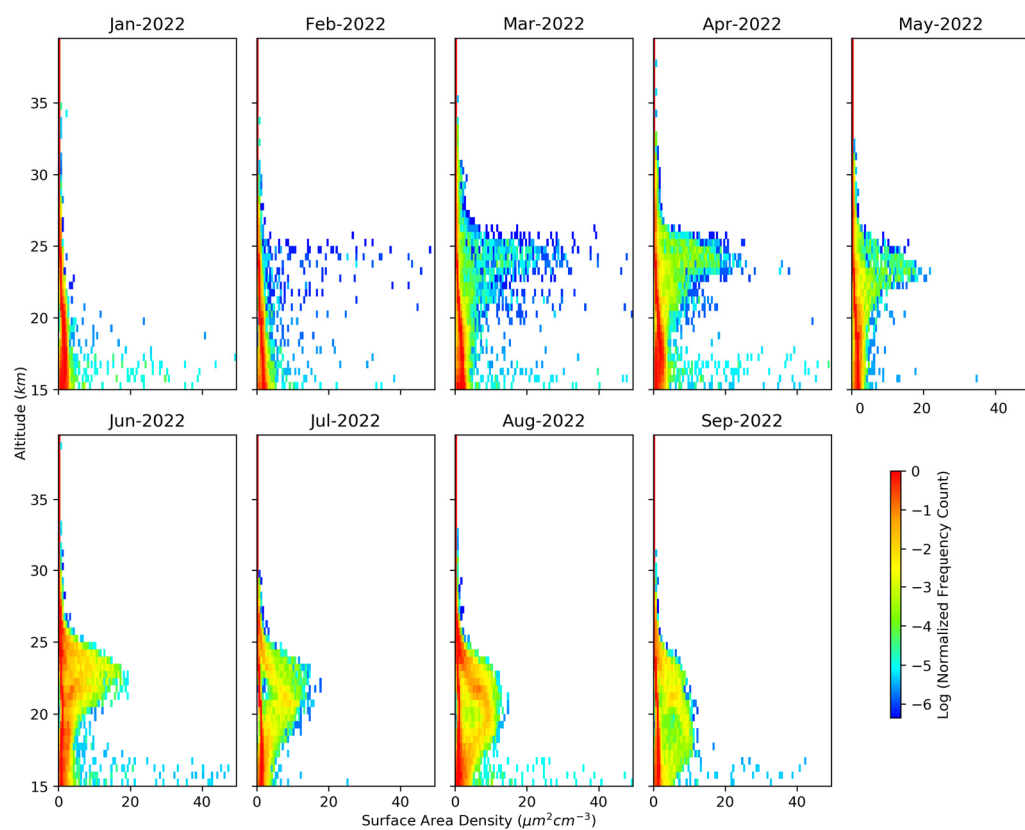 Jan-2022 Feb-2022 Mar-2022 Apr-2022 May-2022
35
30
25
20
15
0 20 40
Jun-2022 Jul-2022 Aug-2022 Sep-2022
35
30
25
20
15
0 20 40 0 20 40 0 20 40 0 20 40
Altitude (km)
Surface Area Density (μm²cm⁻³)
0
−1
−2
−3
−4
−5
−6
Log (Normalized Frequency Count)